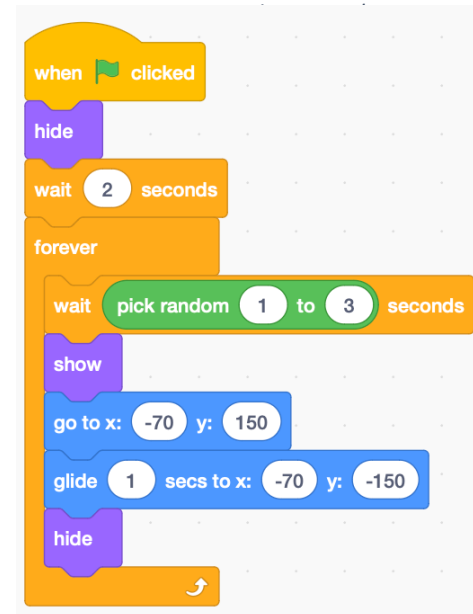 when clicked
hide
wait 2 seconds
forever
wait pick random 1 to 3 seconds
show
go to x: -70 y: 150
glide 1 secs to x: -70 y: -150
hide